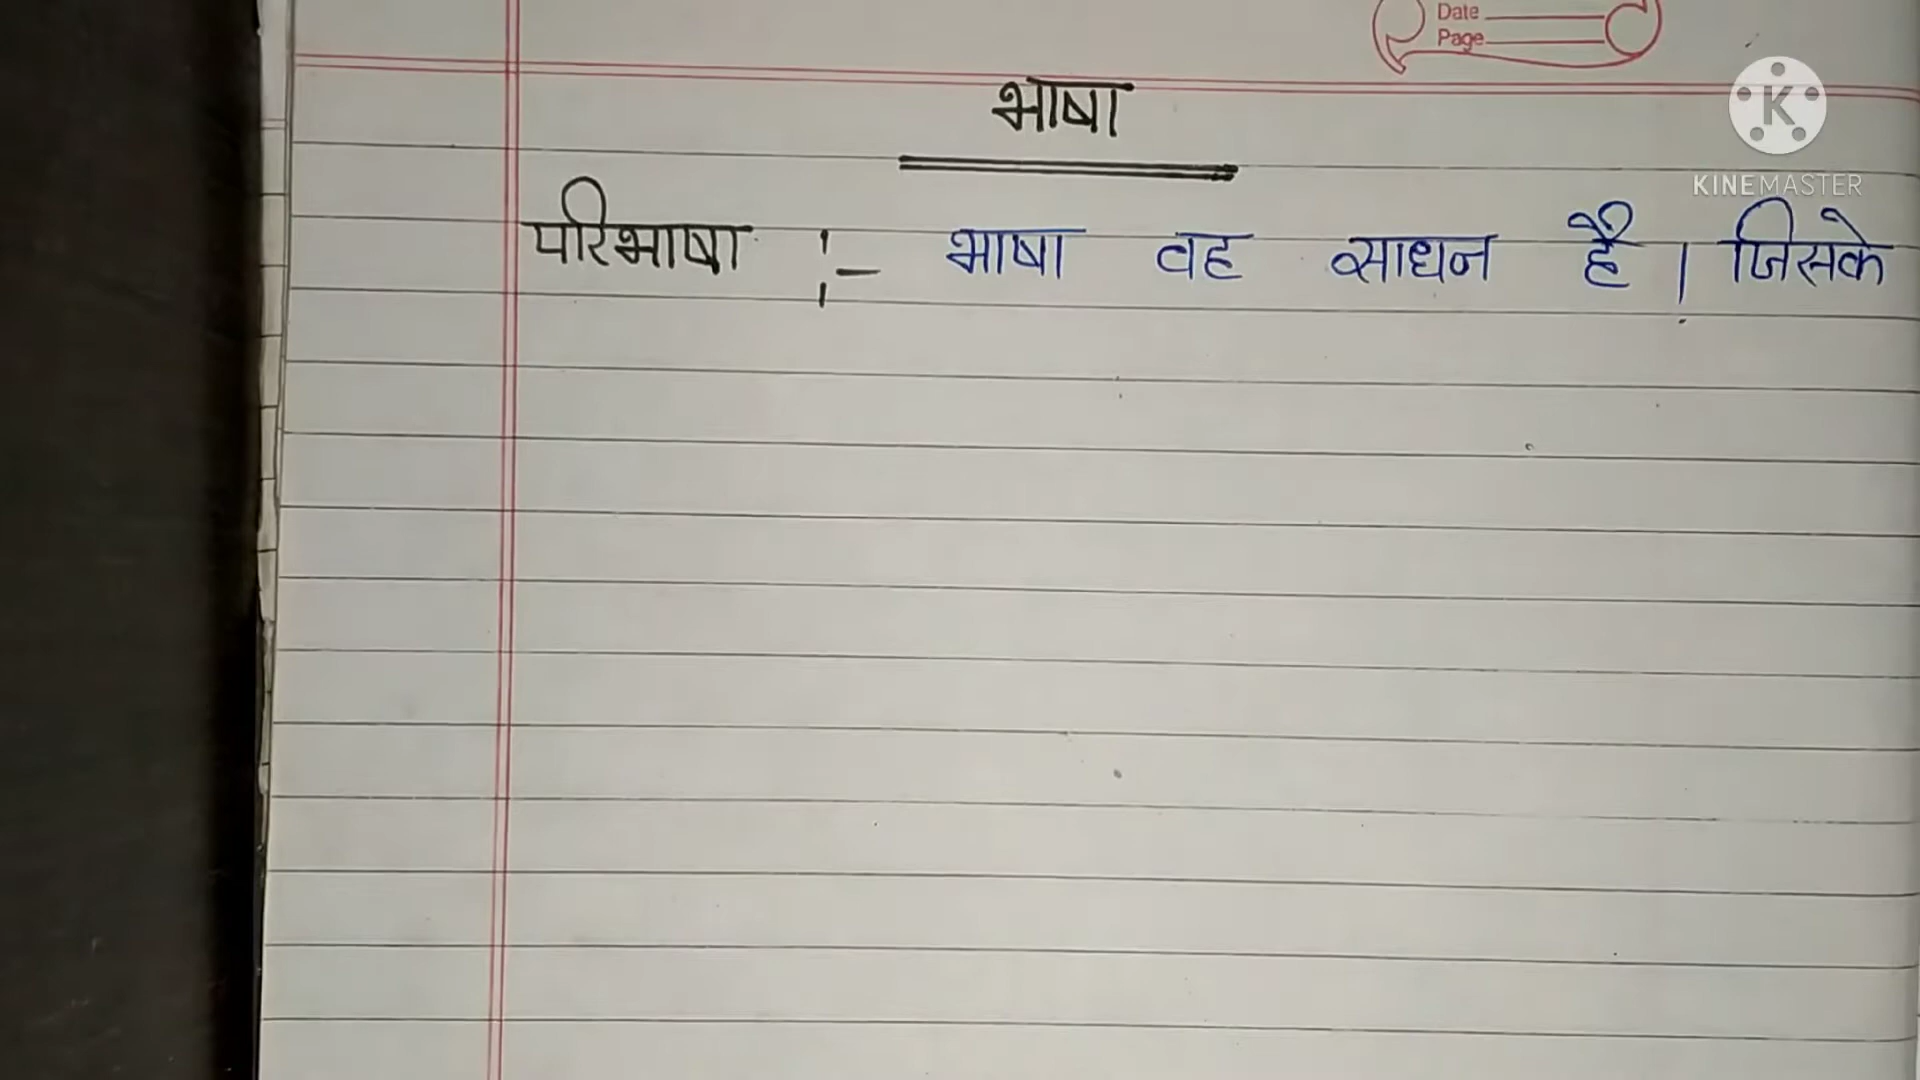 Date
Page
भाषा
K
KINEMASTER
परिभाषा :- भाषा वह साधन है । जिसके